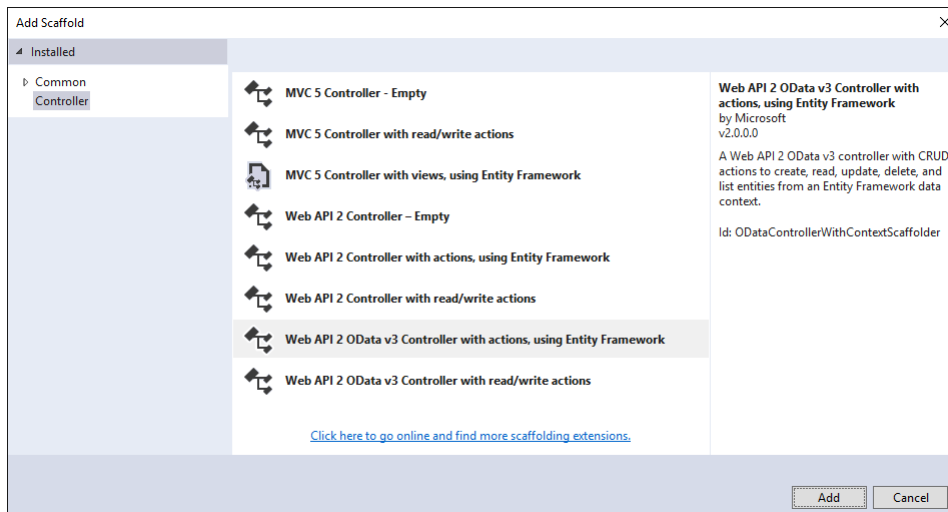 Add Scaffold
Installed
Common
Controller
MVC 5 Controller - Empty
MVC 5 Controller with read/write actions
MVC 5 Controller with views, using Entity Framework
Web API 2 Controller – Empty
Web API 2 Controller with actions, using Entity Framework
Web API 2 Controller with read/write actions
Web API 2 OData v3 Controller with actions, using Entity Framework
Web API 2 OData v3 Controller with read/write actions
Click here to go online and find more scaffolding extensions.
Web API 2 OData v3 Controller with
actions, using Entity Framework
by Microsoft
v2.0.0.0
A Web API 2 OData v3 controller with CRUD
actions to create, read, update, delete, and
list entities from an Entity Framework data
context.
Id: ODataControllerWithContextScaffolder
Add
Cancel